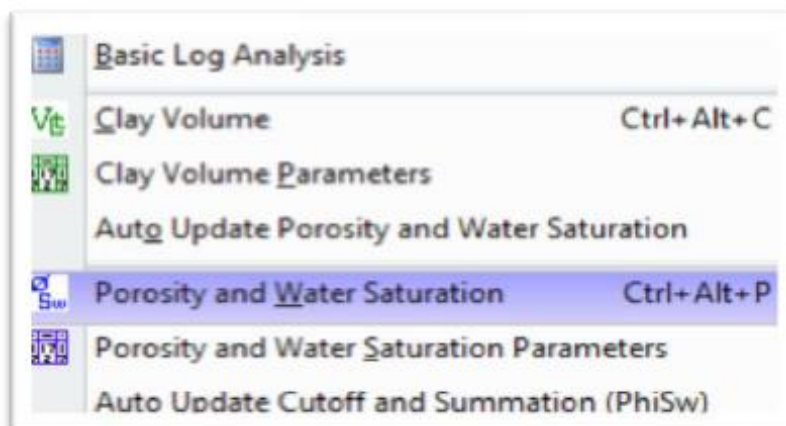 Basic Log Analysis
Clay Volume Ctrl+Alt+C
Clay Volume Parameters
Auto Update Porosity and Water Saturation
Porosity and Water Saturation Ctrl+Alt+P
Porosity and Water Saturation Parameters
Auto Update Cutoff and Summation (PhiSw)